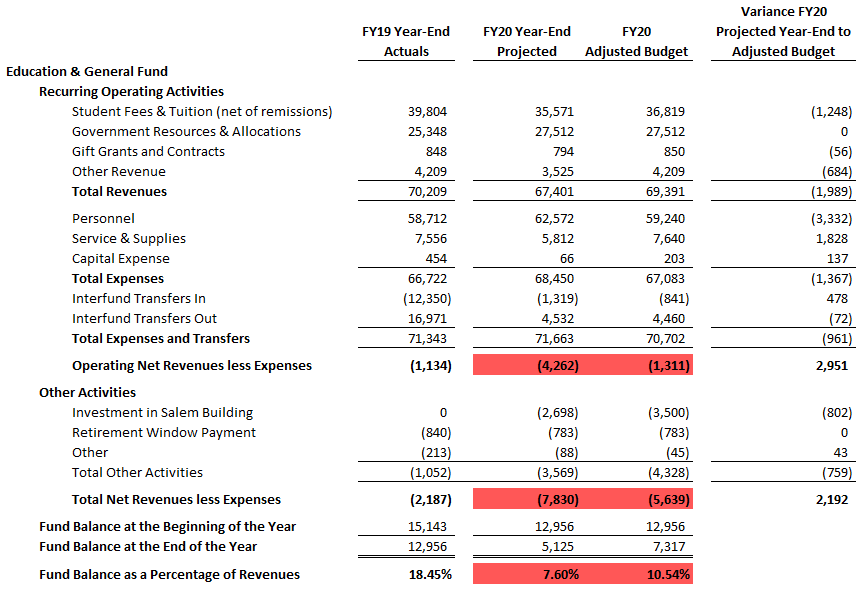 Variance FY20
FY19 Year-End FY20 Year-End FY20 Projected Year-End to
Actuals Projected Adjusted Budget Adjusted Budget
Education & General Fund
Recurring Operating Activities
Student Fees & Tuition (net of remissions) 39,804 35,571 36,819 (1,248)
Government Resources & Allocations 25,348 27,512 27,512 0
Gift Grants and Contracts 848 794 850 (56)
Other Revenue 4,209 3,525 4,209 (684)
Total Revenues 70,209 67,401 69,391 (1,989)
Personnel 58,712 62,572 59,240 (3,332)
Service & Supplies 7,556 5,812 7,640 1,828
Capital Expense 454 66 203 137
Total Expenses 66,722 68,450 67,083 (1,367)
Interfund Transfers In (12,350) (1,319) (841) 478
Interfund Transfers Out 16,971 4,532 4,460 (72)
Total Expenses and Transfers 71,343 71,663 70,702 (961)
Operating Net Revenues less Expenses (1,134) (4,262) (1,311) 2,951
Other Activities
Investment in Salem Building 0 (2,698) (3,500) (802)
Retirement Window Payment (840) (783) (783) 0
Other (213) (88) (45) 43
Total Other Activities (1,052) (3,569) (4,328) (759)
Total Net Revenues less Expenses (2,187) (7,830) (5,639) 2,192
Fund Balance at the Beginning of the Year 15,143 12,956 12,956
Fund Balance at the End of the Year 12,956 5,125 7,317
Fund Balance as a Percentage of Revenues 18.45% 7.60% 10.54%